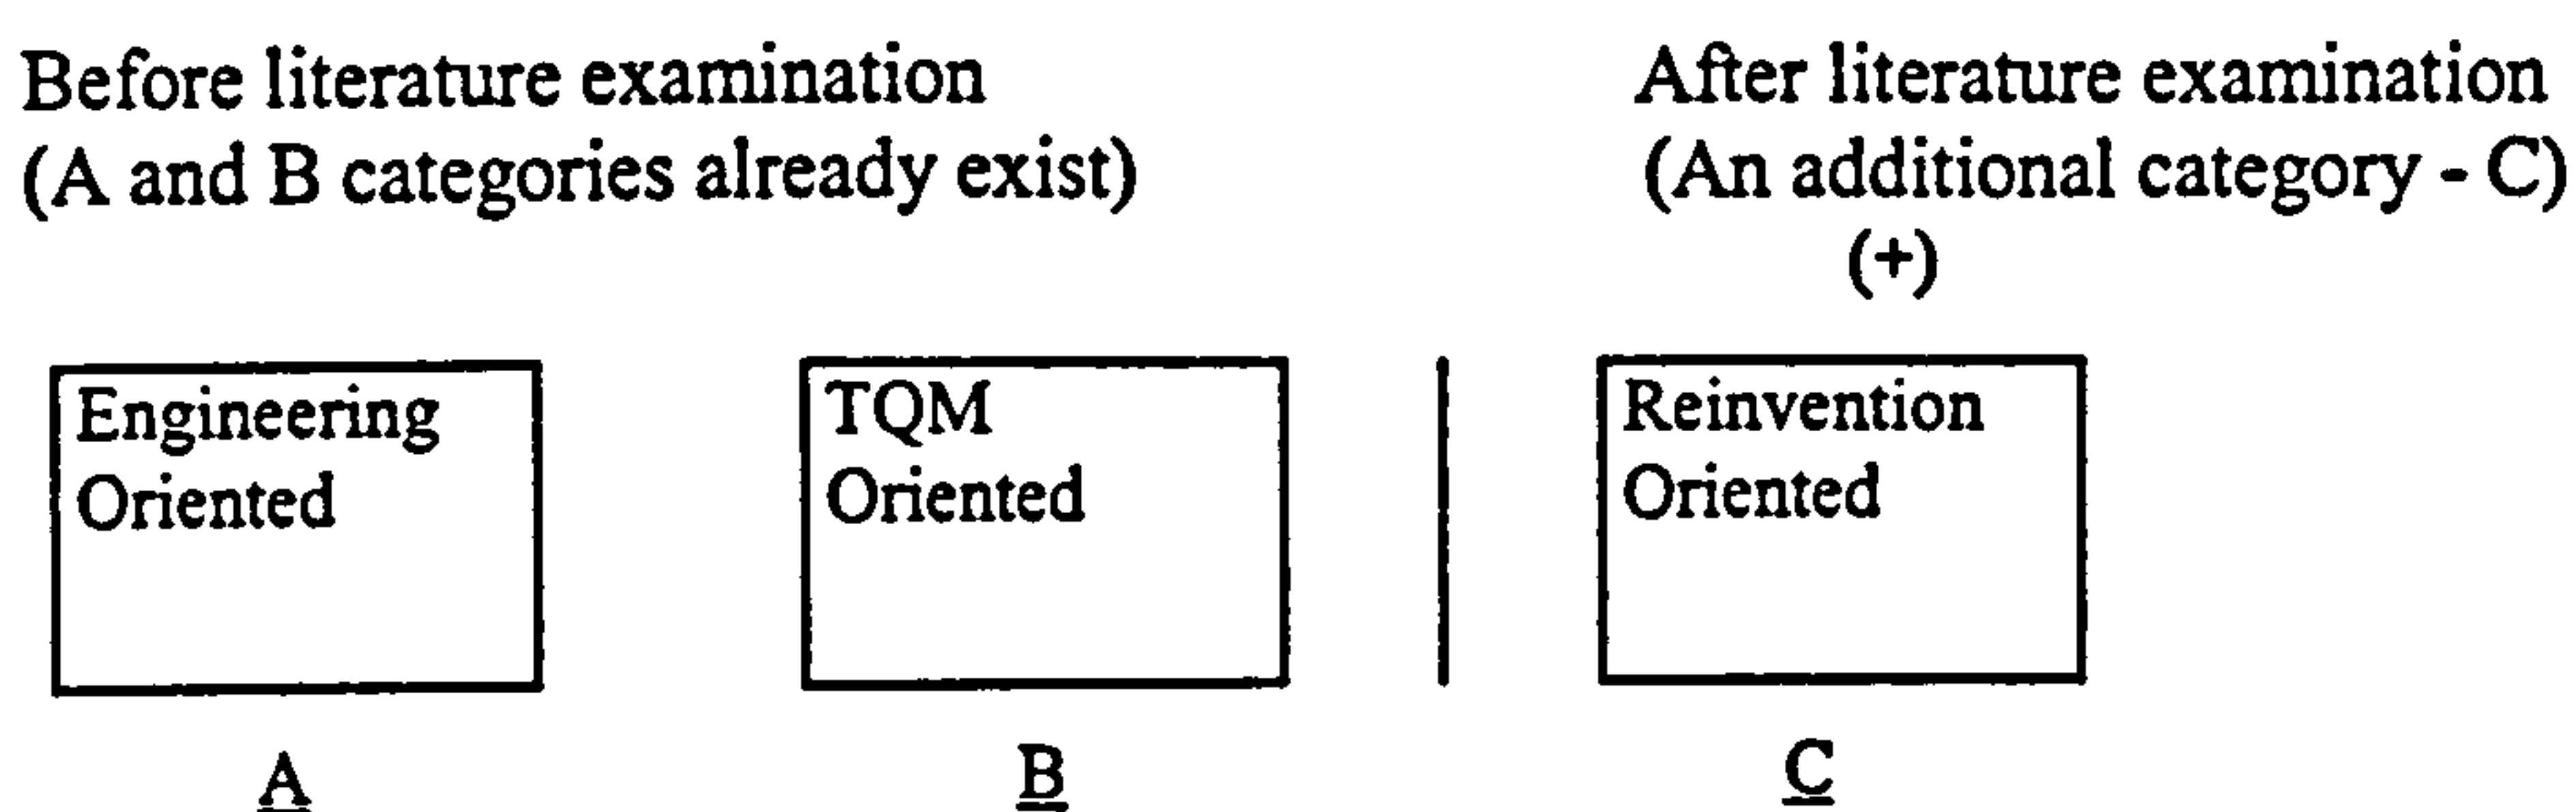 Before literature examination
(A and B categories already exist)
After literature examination
(An additional category - C)
(+)
Engineering
Oriented
TQM
Oriented
Reinvention
Oriented
A
B
C